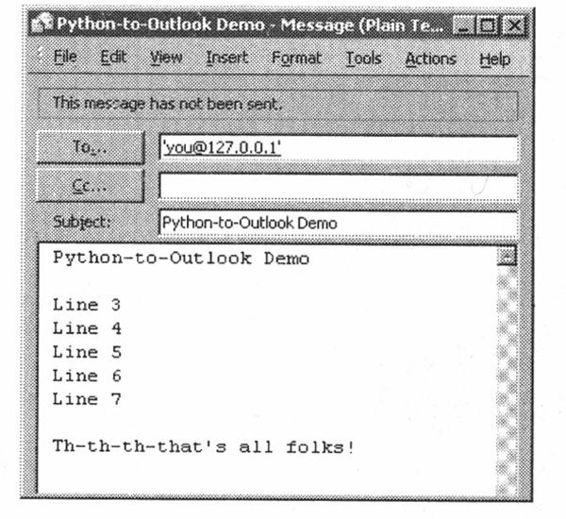 Python-to-Outlook Demo - Message (Plain Te...
File Edit View Insert Format Tools Actions Help
This message has not been sent.
To... 'you@127.0.0.1'
Cc...
Subject: Python-to-Outlook Demo
Python-to-Outlook Demo
Line 3
Line 4
Line 5
Line 6
Line 7
Th-th-th-that's all folks!